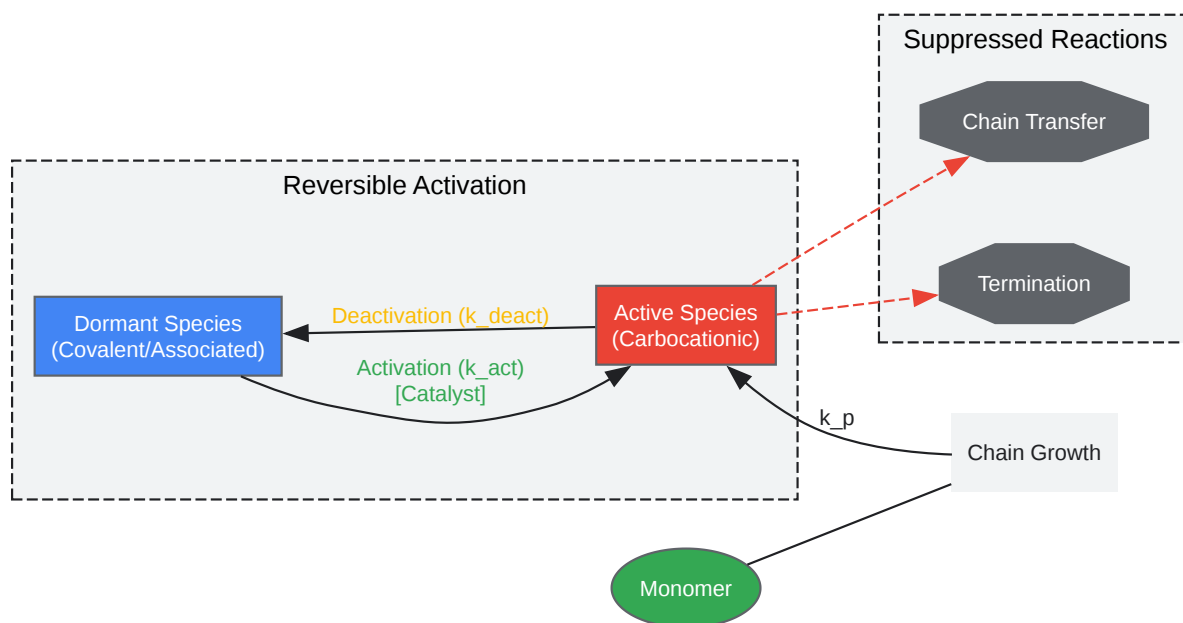 Suppressed Reactions
Chain Transfer
Termination
Reversible Activation
Dormant Species
(Covalent/Associated)
Deactivation (k_deact)
Activation (k_act)
[Catalyst]
Active Species
(Carbocationic)
k_p
Chain Growth
Monomer